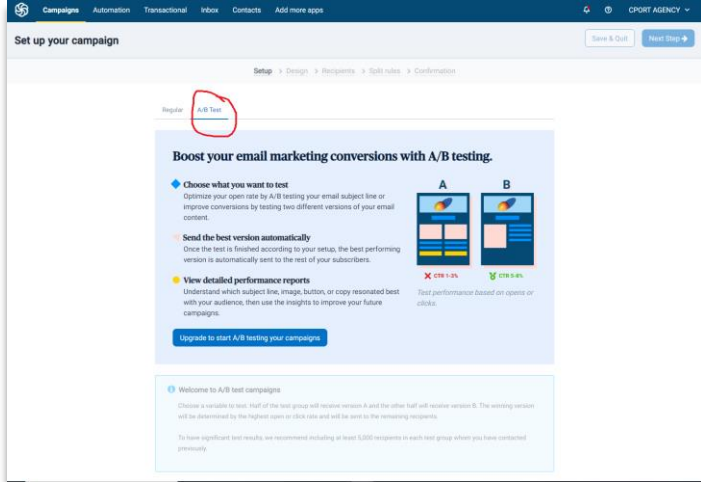 Campaigns Automation Transactional Inbox Contacts Add more apps CPORT AGENCY
Set up your campaign Save & Quit Next Step
Setup > Design > Recipients > Split rules > Confirmation
Regular A/B Test
Boost your email marketing conversions with A/B testing.
Choose what you want to test
Optimize your open rate by A/B testing your email subject line or
improve conversions by testing two different versions of your email
content.
Send the best version automatically
Once the test is finished according to your setup, the best performing
version is automatically sent to the rest of your subscribers.
View detailed performance reports
Understand which subject line, image, button, or copy resonated best
with your audience, then use the insights to improve your future
campaigns.
Upgrade to start A/B testing your campaigns
A B
CTR 1-3% CTR 5-8%
Test performance based on opens or
clicks.
Welcome to A/B test campaigns
Choose a variable to test. Half of the test group will receive version A and the other half will receive version B. The winning version
will be determined by the highest open or click rate and will be sent to the remaining recipients.
To have significant test results, we recommend including at least 5,000 recipients in each test group whom you have contacted
previously.